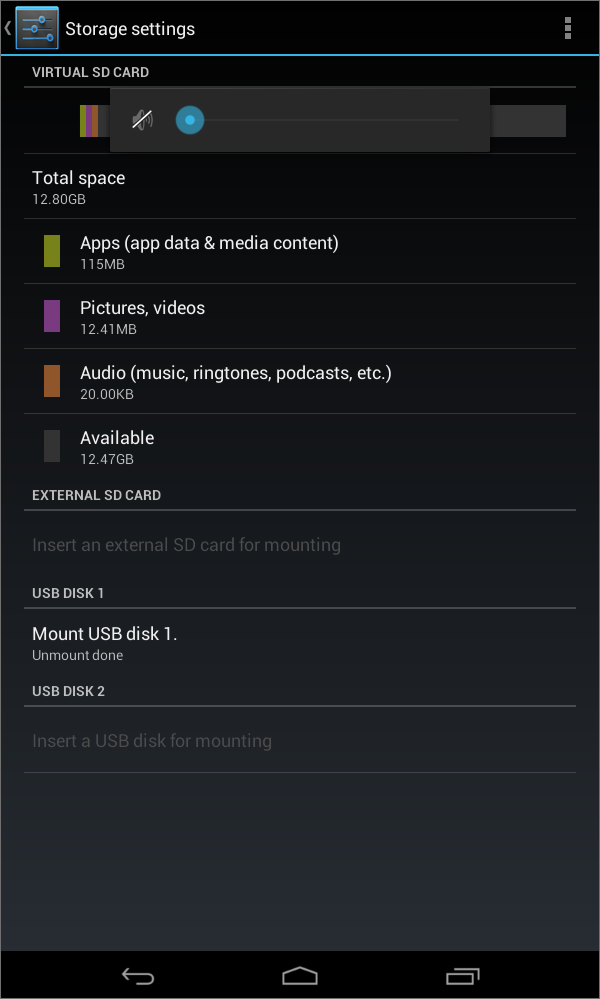 Storage settings
VIRTUAL SD CARD
Total space
12.80GB
Apps (app data & media content)
115MB
Pictures, videos
12.41MB
Audio (music, ringtones, podcasts, etc.)
20.00KB
Available
12.47GB
EXTERNAL SD CARD
Insert an external SD card for mounting
USB DISK 1
Mount USB disk 1.
Unmount done
USB DISK 2
Insert a USB disk for mounting